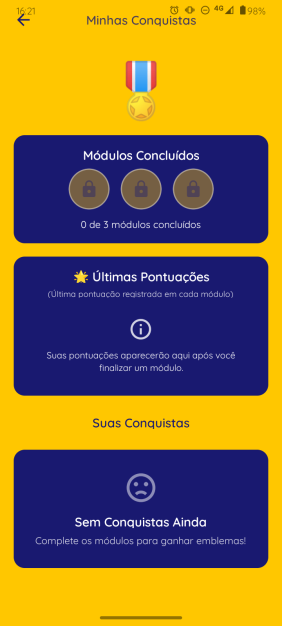 16:21
4G
98%
Minhas Conquistas
Módulos Concluídos
0 de 3 módulos concluídos
🌟 Últimas Pontuações
(Última pontuação registrada em cada módulo)
Suas pontuações aparecerão aqui após você
finalizar um módulo.
Suas Conquistas
Sem Conquistas Ainda
Complete os módulos para ganhar emblemas!